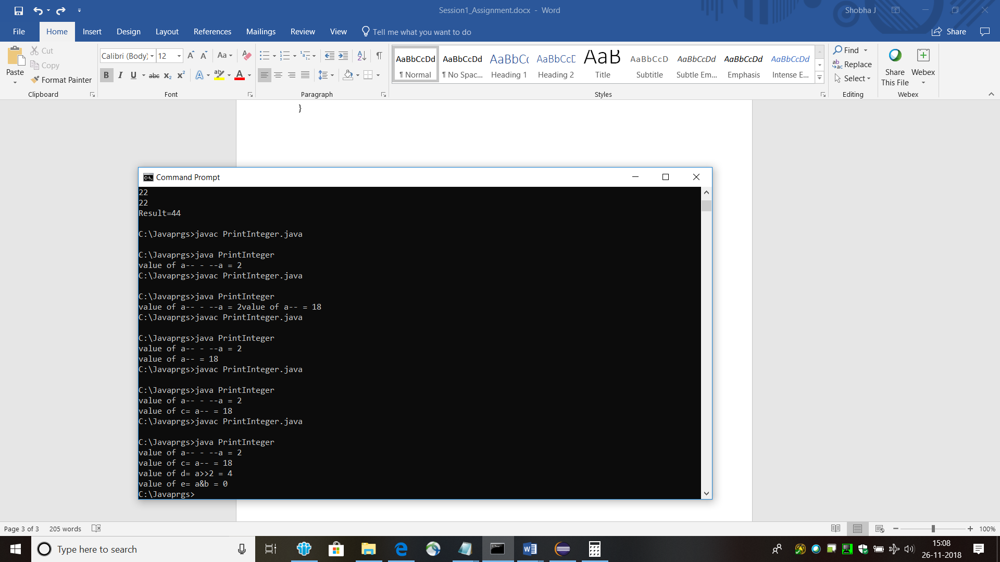 Session1_Assignment.docx - Word
Shobha J
File Home Insert Design Layout References Mailings Review View Tell me what you want to do
Share
Paste
Cut
Copy
Format Painter
Clipboard
Calibri (Body) 12
Aa
B I U abc x₂ x² A A
Font
Paragraph
AaBbCcDd AaBbCcDd AaBbCc AaBbCcD AaB AaBbCcD AaBbCcDd AaBbCcDd AaBbCcDd
¶ Normal ¶ No Spac... Heading 1 Heading 2 Title Subtitle Subtle Em... Emphasis Intense E...
Styles
Find
Replace
Select
Editing
Share This File
Webex
Webex
}
Command Prompt
22
22
Result=44
C:\Javaprgs>javac PrintInteger.java
C:\Javaprgs>java PrintInteger
value of a-- - --a = 2
C:\Javaprgs>javac PrintInteger.java
C:\Javaprgs>java PrintInteger
value of a-- - --a = 2value of a-- = 18
C:\Javaprgs>javac PrintInteger.java
C:\Javaprgs>java PrintInteger
value of a-- - --a = 2
value of a-- = 18
C:\Javaprgs>javac PrintInteger.java
C:\Javaprgs>java PrintInteger
value of a-- - --a = 2
value of c= a-- = 18
C:\Javaprgs>javac PrintInteger.java
C:\Javaprgs>java PrintInteger
value of a-- - --a = 2
value of c= a-- = 18
value of d= a>>2 = 4
value of e= a&b = 0
C:\Javaprgs>
Page 3 of 3 205 words
100%
Type here to search
15:08
26-11-2018